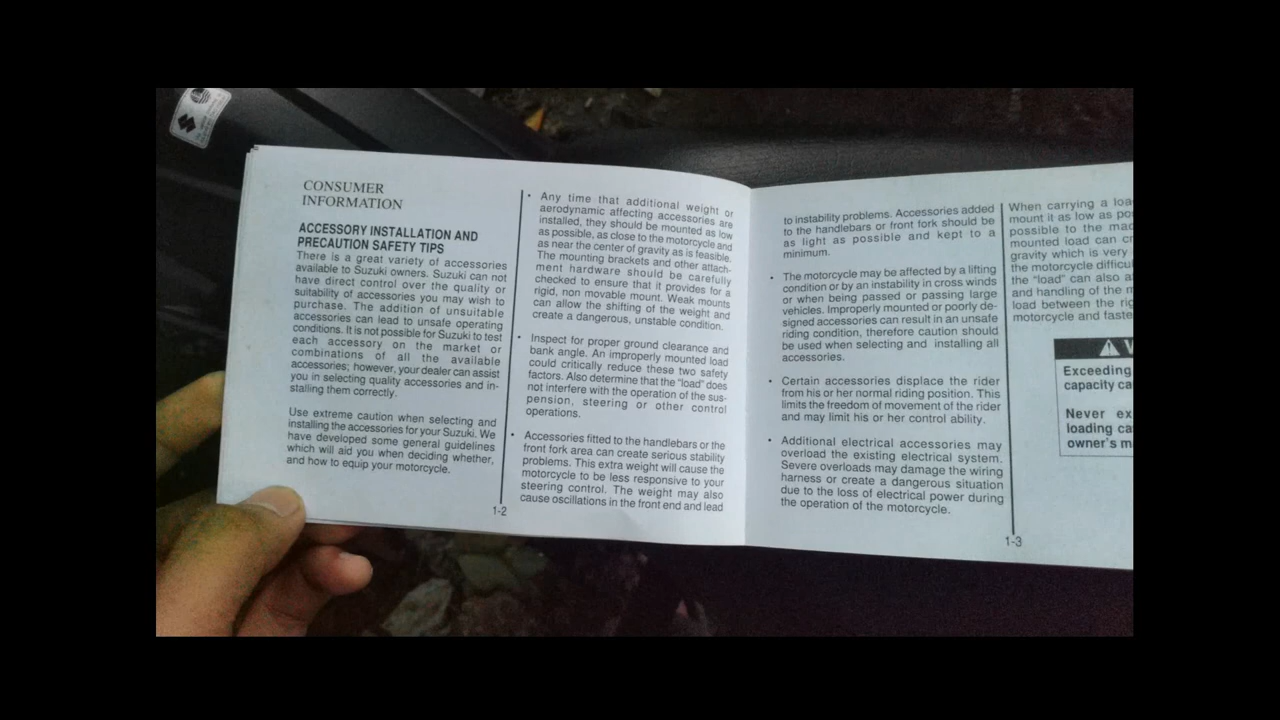 CONSUMER
INFORMATION
ACCESSORY INSTALLATION AND
PRECAUTION SAFETY TIPS
There is a great variety of accessories
available to Suzuki owners. Suzuki can not
have direct control over the quality or
suitability of accessories you may wish to
purchase. The addition of unsuitable
accessories can lead to unsafe operating
conditions. It is not possible for Suzuki to test
each accessory on the market or
combinations of all the available
accessories; however, your dealer can assist
you in selecting quality accessories and in-
stalling them correctly.
Use extreme caution when selecting and
installing the accessories for your Suzuki. We
have developed some general guidelines
which will aid you when deciding whether,
and how to equip your motorcycle.
• Any time that additional weight or
aerodynamic affecting accessories are
installed, they should be mounted as low
as possible, as close to the motorcycle and
as near the center of gravity as is feasible.
The mounting brackets and other attach-
ment hardware should be carefully
checked to ensure that it provides for a
rigid, non movable mount. Weak mounts
can allow the shifting of the weight and
create a dangerous, unstable condition.
• Inspect for proper ground clearance and
bank angle. An improperly mounted load
could critically reduce these two safety
factors. Also determine that the "load" does
not interfere with the operation of the sus-
pension, steering or other control
operations.
• Accessories fitted to the handlebars or the
front fork area can create serious stability
problems. This extra weight will cause the
motorcycle to be less responsive to your
steering control. The weight may also
cause oscillations in the front end and lead
1-2
to instability problems. Accessories added
to the handlebars or front fork should be
as light as possible and kept to a
minimum.
• The motorcycle may be affected by a lifting
condition or by an instability in cross winds
or when being passed or passing large
vehicles. Improperly mounted or poorly de-
signed accessories can result in an unsafe
riding condition, therefore caution should
be used when selecting and installing all
accessories.
• Certain accessories displace the rider
from his or her normal riding position. This
limits the freedom of movement of the rider
and may limit his or her control ability.
• Additional electrical accessories may
overload the existing electrical system.
Severe overloads may damage the wiring
harness or create a dangerous situation
due to the loss of electrical power during
the operation of the motorcycle.
When carrying a loa
mount it as low as po
possible to the mac
mounted load can cr
gravity which is very
the motorcycle difficul
the "load" can also a
and handling of the m
load between the rig
motorcycle and faste
Exceeding
capacity ca
Never ex
loading ca
owner's m
1-3